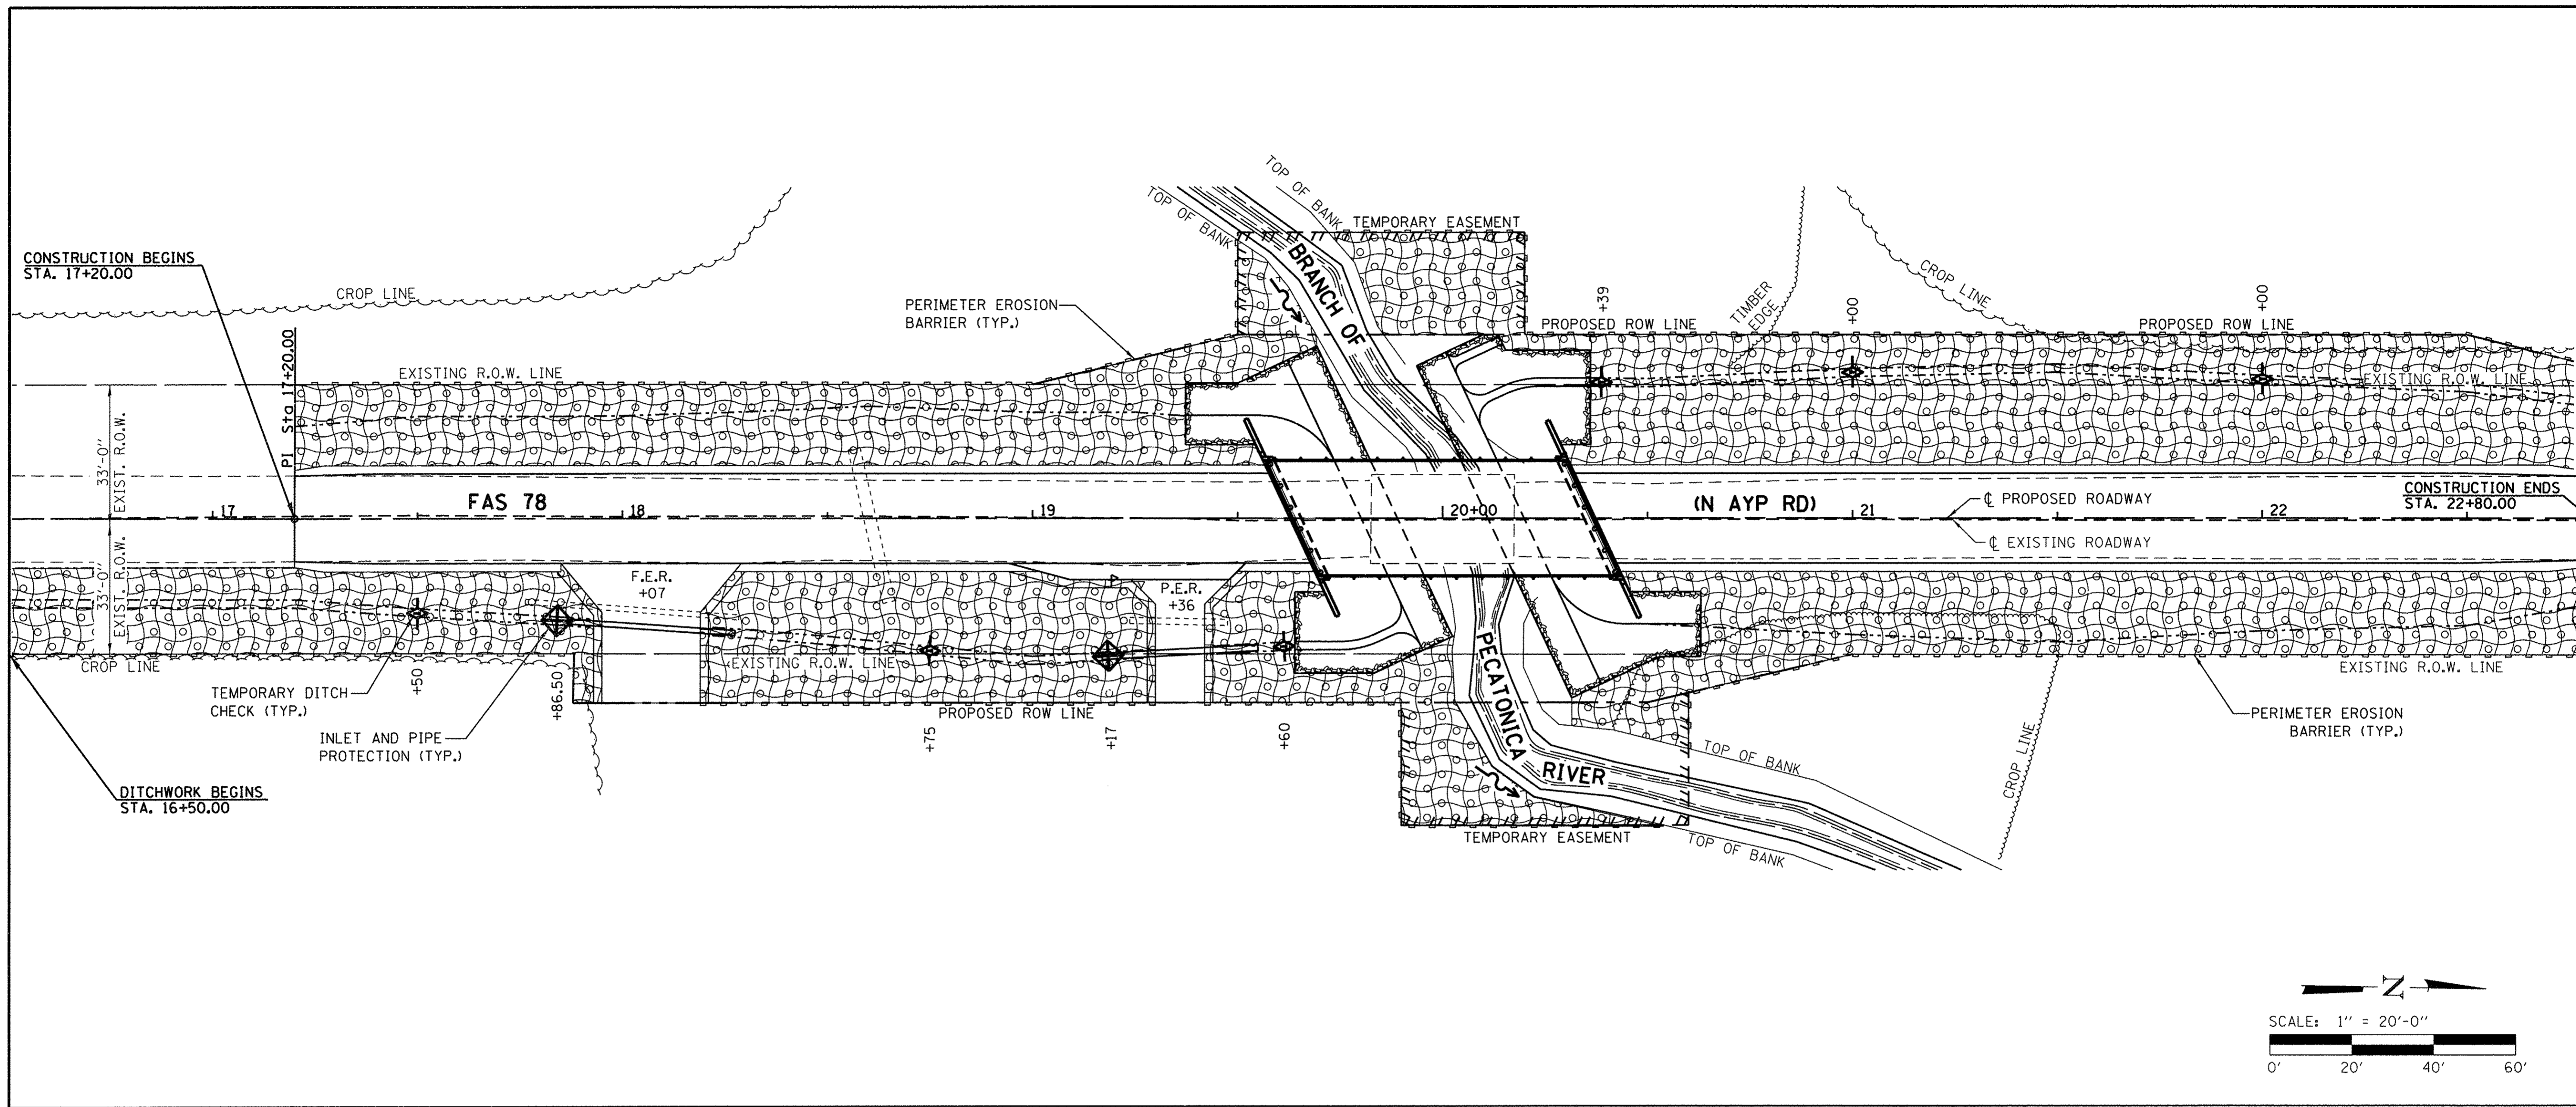 TOP OF BANK
TOP OF BANK
TEMPORARY EASEMENT
BRANCH OF
CONSTRUCTION BEGINS
STA. 17+20.00
CROP LINE
PERIMETER EROSION
BARRIER (TYP.)
+39
TIMBER
EDGE
+00
CROP LINE
+00
PROPOSED ROW LINE
PROPOSED ROW LINE
PI Sta 17+20.00
EXISTING R.O.W. LINE
EXISTING R.O.W. LINE
33'-0"
EXIST. R.O.W.
17
FAS 78
18
19
20+00
(N AYP RD)
℄ PROPOSED ROADWAY
21
22
CONSTRUCTION ENDS
STA. 22+80.00
℄ EXISTING ROADWAY
33'-0"
EXIST. R.O.W.
F.E.R.
+07
P.E.R.
+36
CROP LINE
EXISTING R.O.W. LINE
EXISTING R.O.W. LINE
TEMPORARY DITCH
CHECK (TYP.)
+50
+86.50
INLET AND PIPE
PROTECTION (TYP.)
PROPOSED ROW LINE
+75
+17
+60
PECATONICA
RIVER
TOP OF BANK
CROP LINE
PERIMETER EROSION
BARRIER (TYP.)
DITCHWORK BEGINS
STA. 16+50.00
TEMPORARY EASEMENT
TOP OF BANK
N
SCALE: 1" = 20'-0"
0' 20' 40' 60'